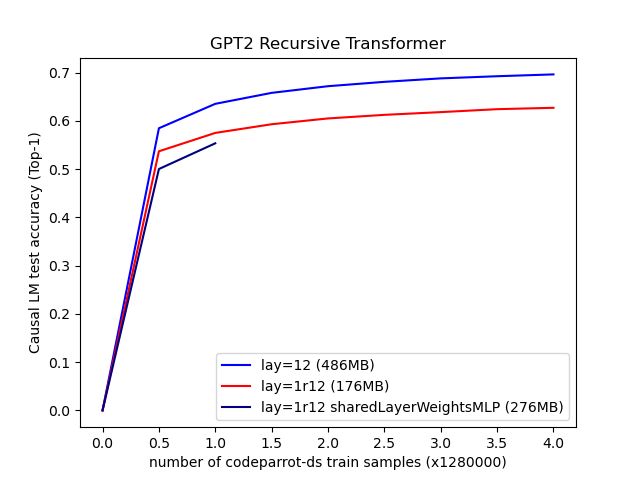 GPT2 Recursive Transformer
Causal LM test accuracy (Top-1)
0.7
0.6
0.5
0.4
0.3
0.2
0.1
0.0
lay=12 (486MB)
lay=1r12 (176MB)
lay=1r12 sharedLayerWeightsMLP (276MB)
0.0 0.5 1.0 1.5 2.0 2.5 3.0 3.5 4.0
number of codeparrot-ds train samples (x1280000)